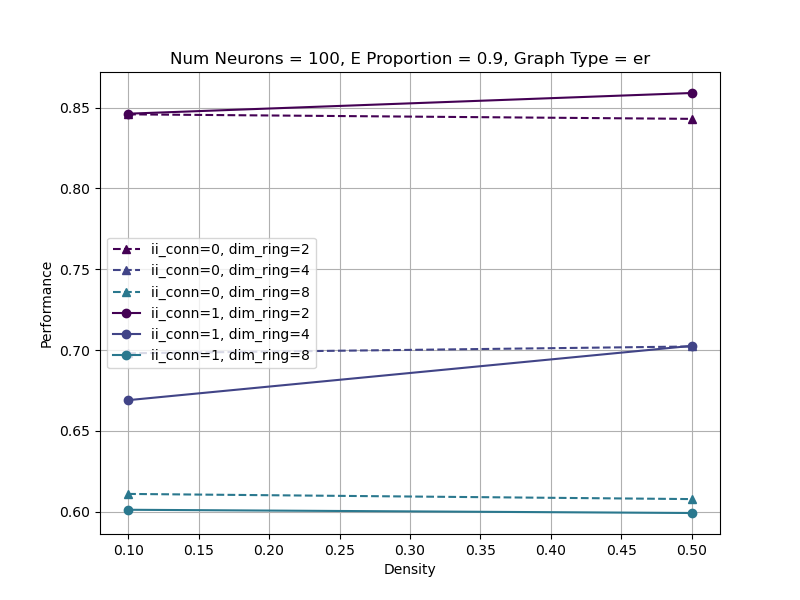 Num Neurons = 100, E Proportion = 0.9, Graph Type = er
0.85
0.80
0.75
0.70
0.65
0.60
Performance
ii_conn=0, dim_ring=2
ii_conn=0, dim_ring=4
ii_conn=0, dim_ring=8
ii_conn=1, dim_ring=2
ii_conn=1, dim_ring=4
ii_conn=1, dim_ring=8
0.10 0.15 0.20 0.25 0.30 0.35 0.40 0.45 0.50
Density